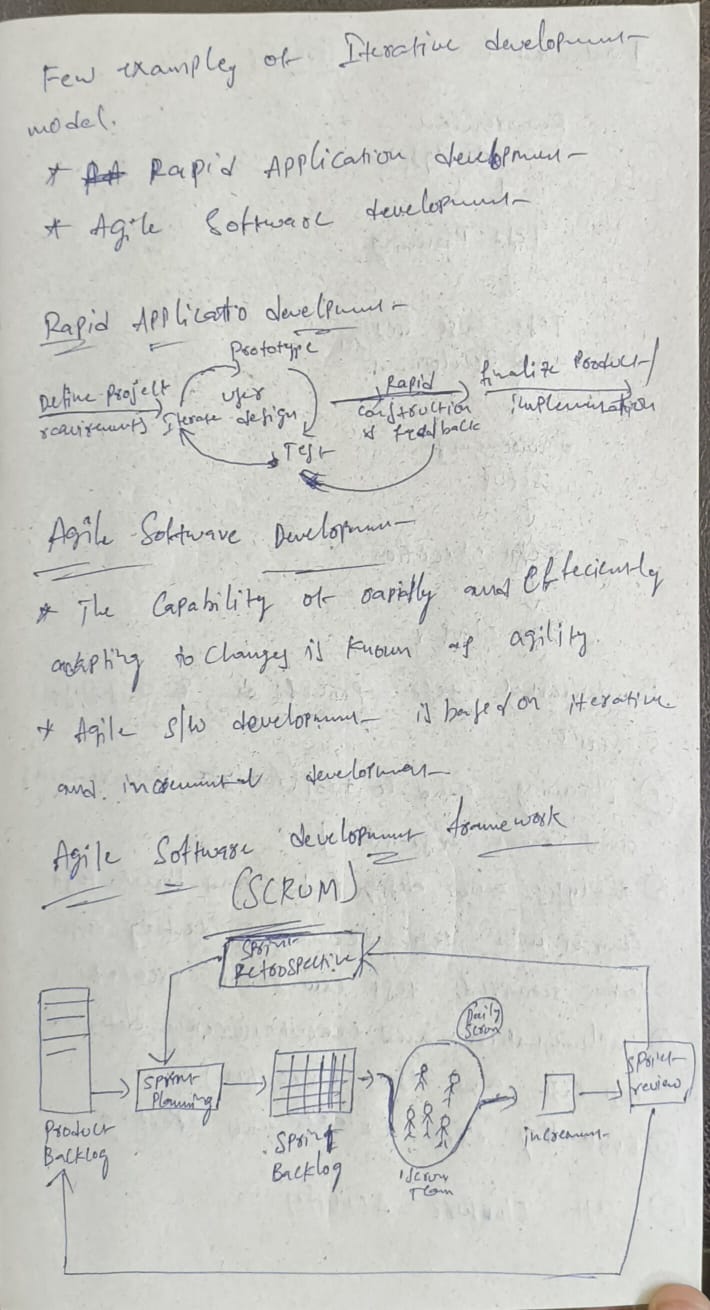 Few examples of Iterative development
model.
* Rapid Application development
* Agile Software development
Rapid Applicatio develpment
Prototype
Define Project
requirements
Iterate
user
design
Test
Rapid
construction
& feedback
finalize Product/
implementation
Agile Software Development
* The Capability of rapidly and Effeciently
adapting to Changes is known as agility
* Agile S/W development is based on iterative
and incremental development
Agile Software development framework
(SCRUM)
Sprint
Retrospective
Daily
Scrum
Sprint
Planning
Sprint
review
Product
Backlog
Sprint
Backlog
Scrum
Team
increment